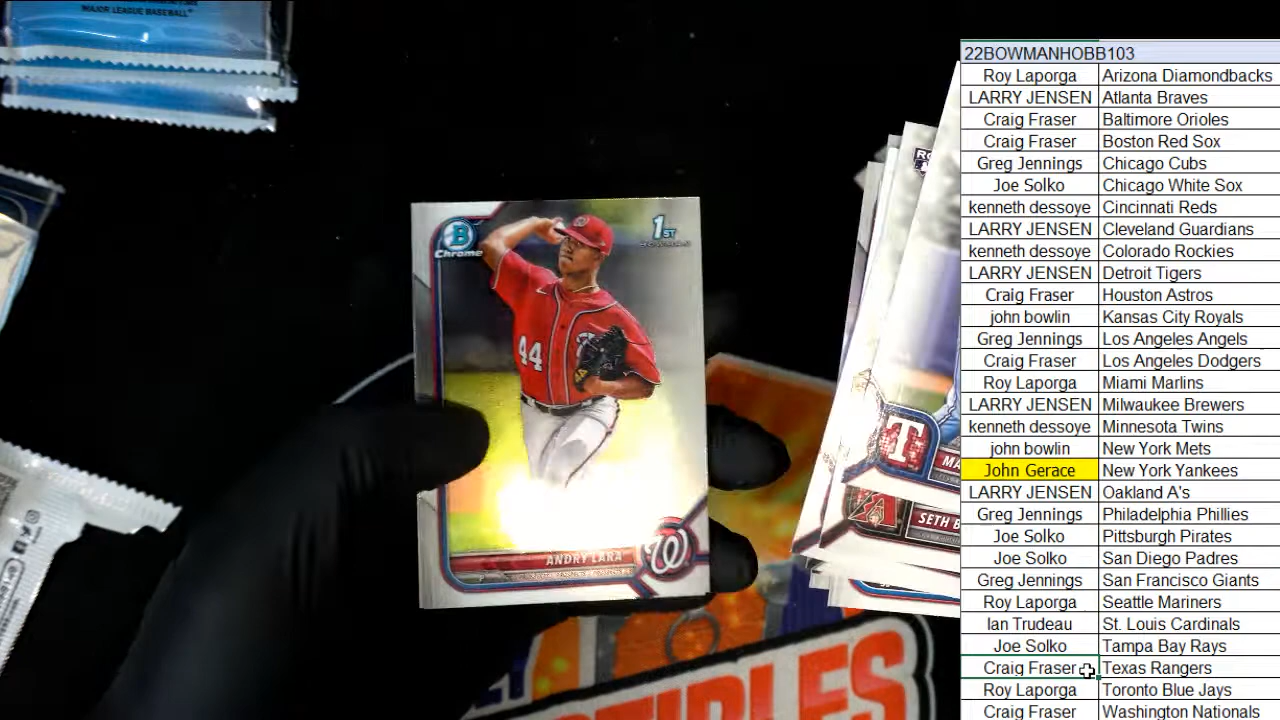 MAJOR LEAGUE BASEBALL
B
Chrome
1ST
BOWMAN
44
ANDRY LARA
W
T
MA
SETH B
TIBLES
22BOWMANHOBB103
Roy Laporga Arizona Diamondbacks
LARRY JENSEN Atlanta Braves
Craig Fraser Baltimore Orioles
Craig Fraser Boston Red Sox
Greg Jennings Chicago Cubs
Joe Solko Chicago White Sox
kenneth dessoye Cincinnati Reds
LARRY JENSEN Cleveland Guardians
kenneth dessoye Colorado Rockies
LARRY JENSEN Detroit Tigers
Craig Fraser Houston Astros
john bowlin Kansas City Royals
Greg Jennings Los Angeles Angels
Craig Fraser Los Angeles Dodgers
Roy Laporga Miami Marlins
LARRY JENSEN Milwaukee Brewers
kenneth dessoye Minnesota Twins
john bowlin New York Mets
John Gerace New York Yankees
LARRY JENSEN Oakland A's
Greg Jennings Philadelphia Phillies
Joe Solko Pittsburgh Pirates
Joe Solko San Diego Padres
Greg Jennings San Francisco Giants
Roy Laporga Seattle Mariners
Ian Trudeau St. Louis Cardinals
Joe Solko Tampa Bay Rays
Craig Fraser Texas Rangers
Roy Laporga Toronto Blue Jays
Craig Fraser Washington Nationals